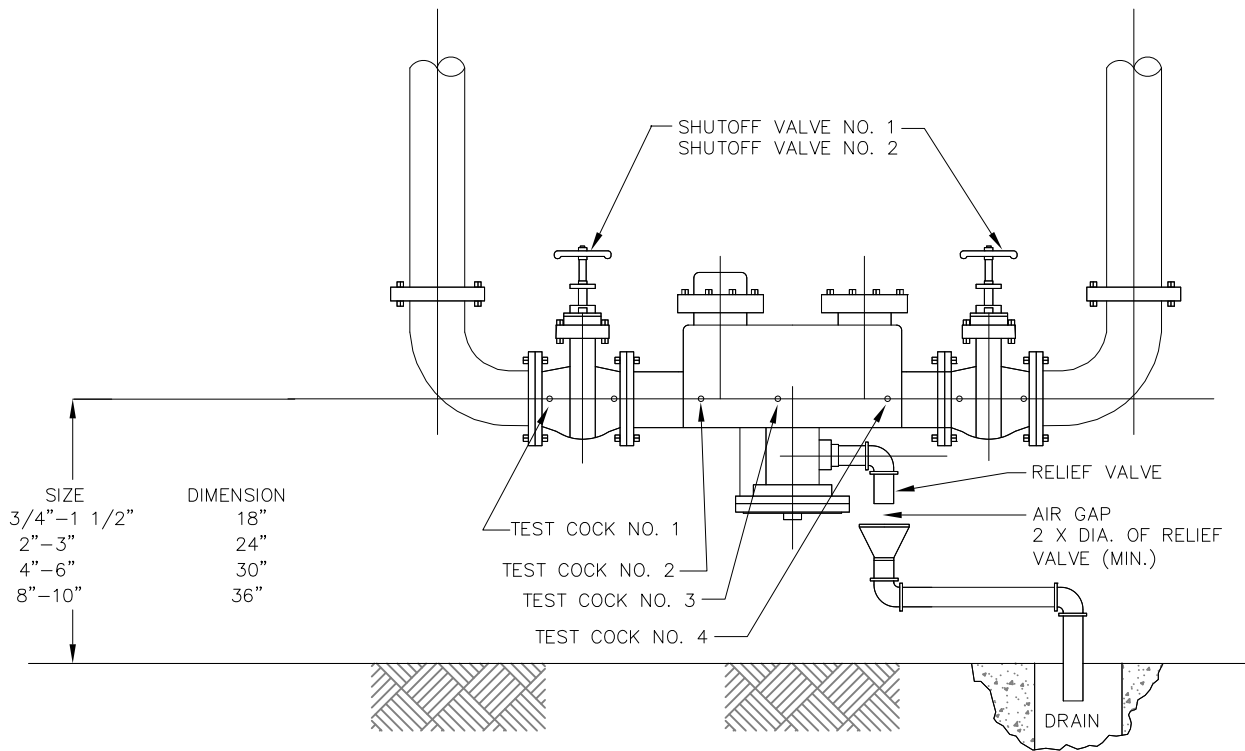 SHUTOFF VALVE NO. 1
SHUTOFF VALVE NO. 2
RELIEF VALVE
SIZE DIMENSION
3/4"-1 1/2" 18"
2"-3" 24"
4"-6" 30"
8"-10" 36"
AIR GAP
2 X DIA. OF RELIEF
VALVE (MIN.)
TEST COCK NO. 1
TEST COCK NO. 2
TEST COCK NO. 3
TEST COCK NO. 4
DRAIN